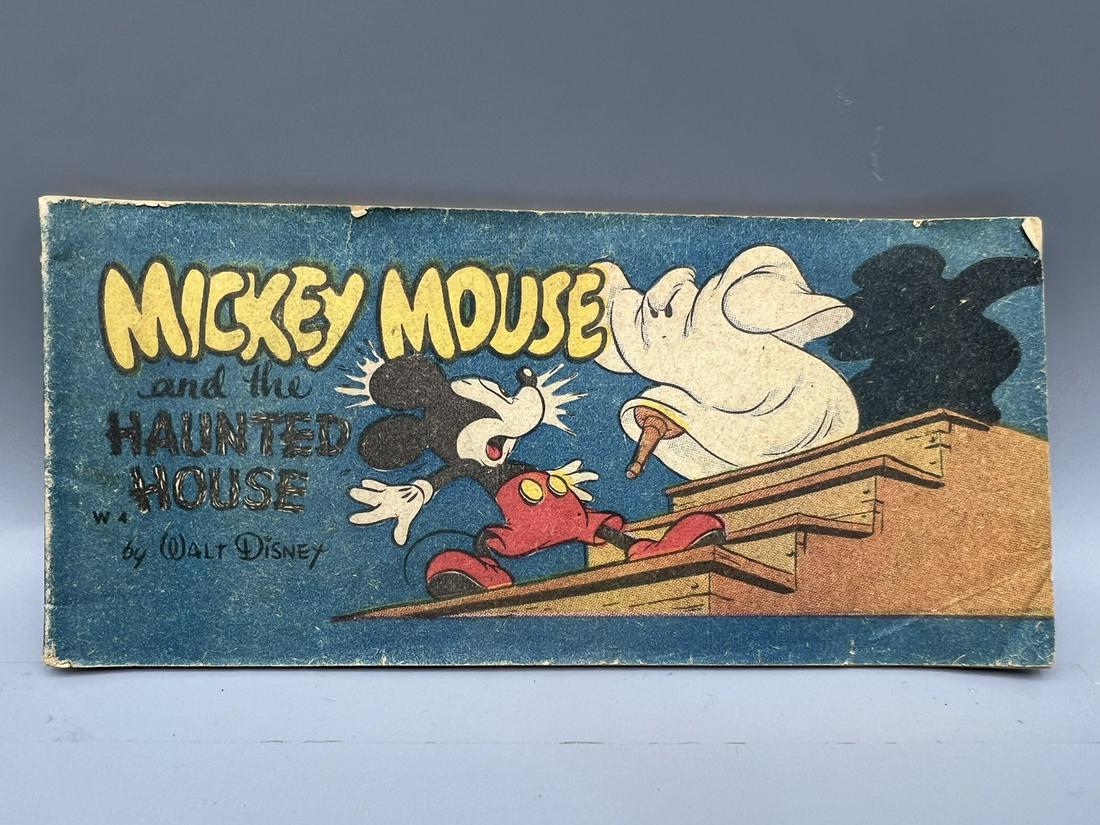 MICKEY MOUSE
and the
HAUNTED
HOUSE
W 4
by WALT DISNEY